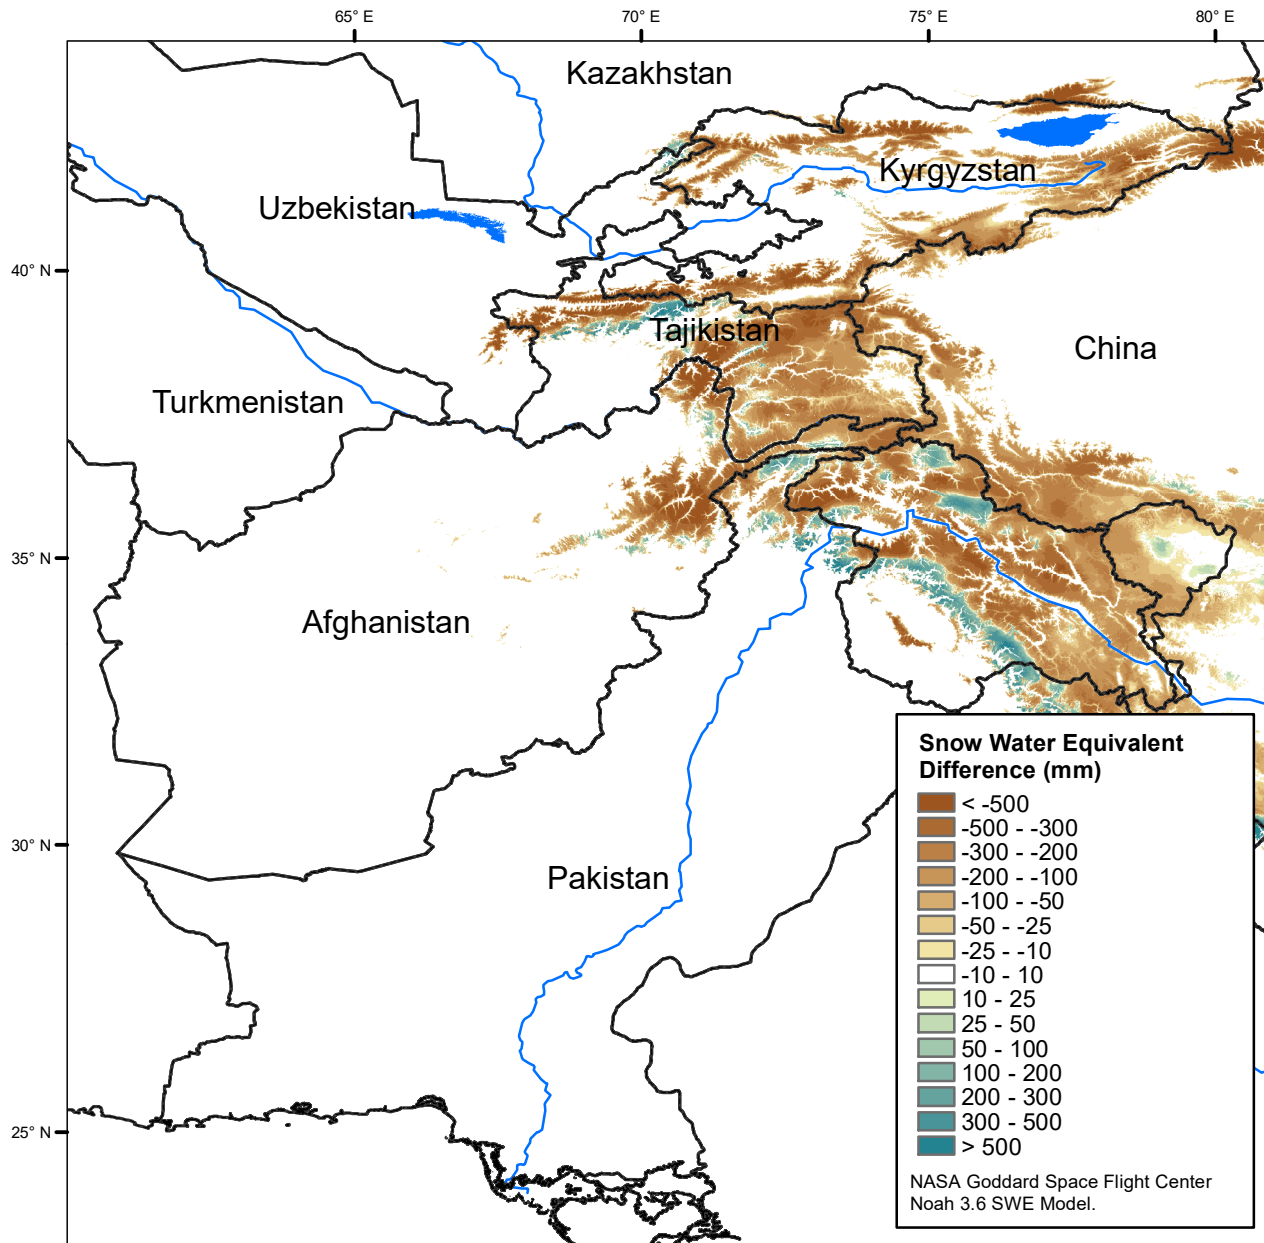 65° E
70° E
75° E
80° E
Kazakhstan
Kyrgyzstan
Uzbekistan
40° N
Tajikistan
China
Turkmenistan
35° N
Afghanistan
Snow Water Equivalent
Difference (mm)
< -500
-500 - -300
-300 - -200
-200 - -100
-100 - -50
-50 - -25
-25 - -10
-10 - 10
10 - 25
25 - 50
50 - 100
100 - 200
200 - 300
300 - 500
> 500
NASA Goddard Space Flight Center
Noah 3.6 SWE Model.
30° N
Pakistan
25° N